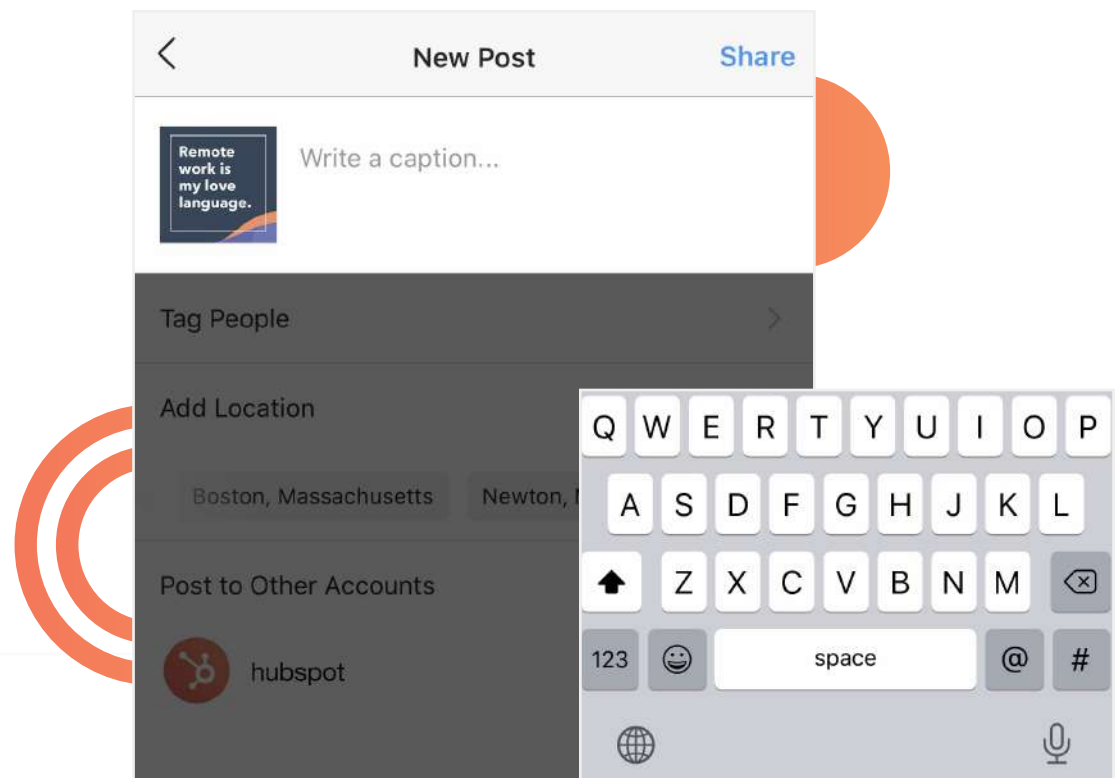 New Post
Share
Remote
work is
my love
language.
Write a caption...
Tag People
Add Location
Boston, Massachusetts
Newton,
Post to Other Accounts
hubspot
Q W E R T Y U I O P
A S D F G H J K L
Z X C V B N M
123 space @ #